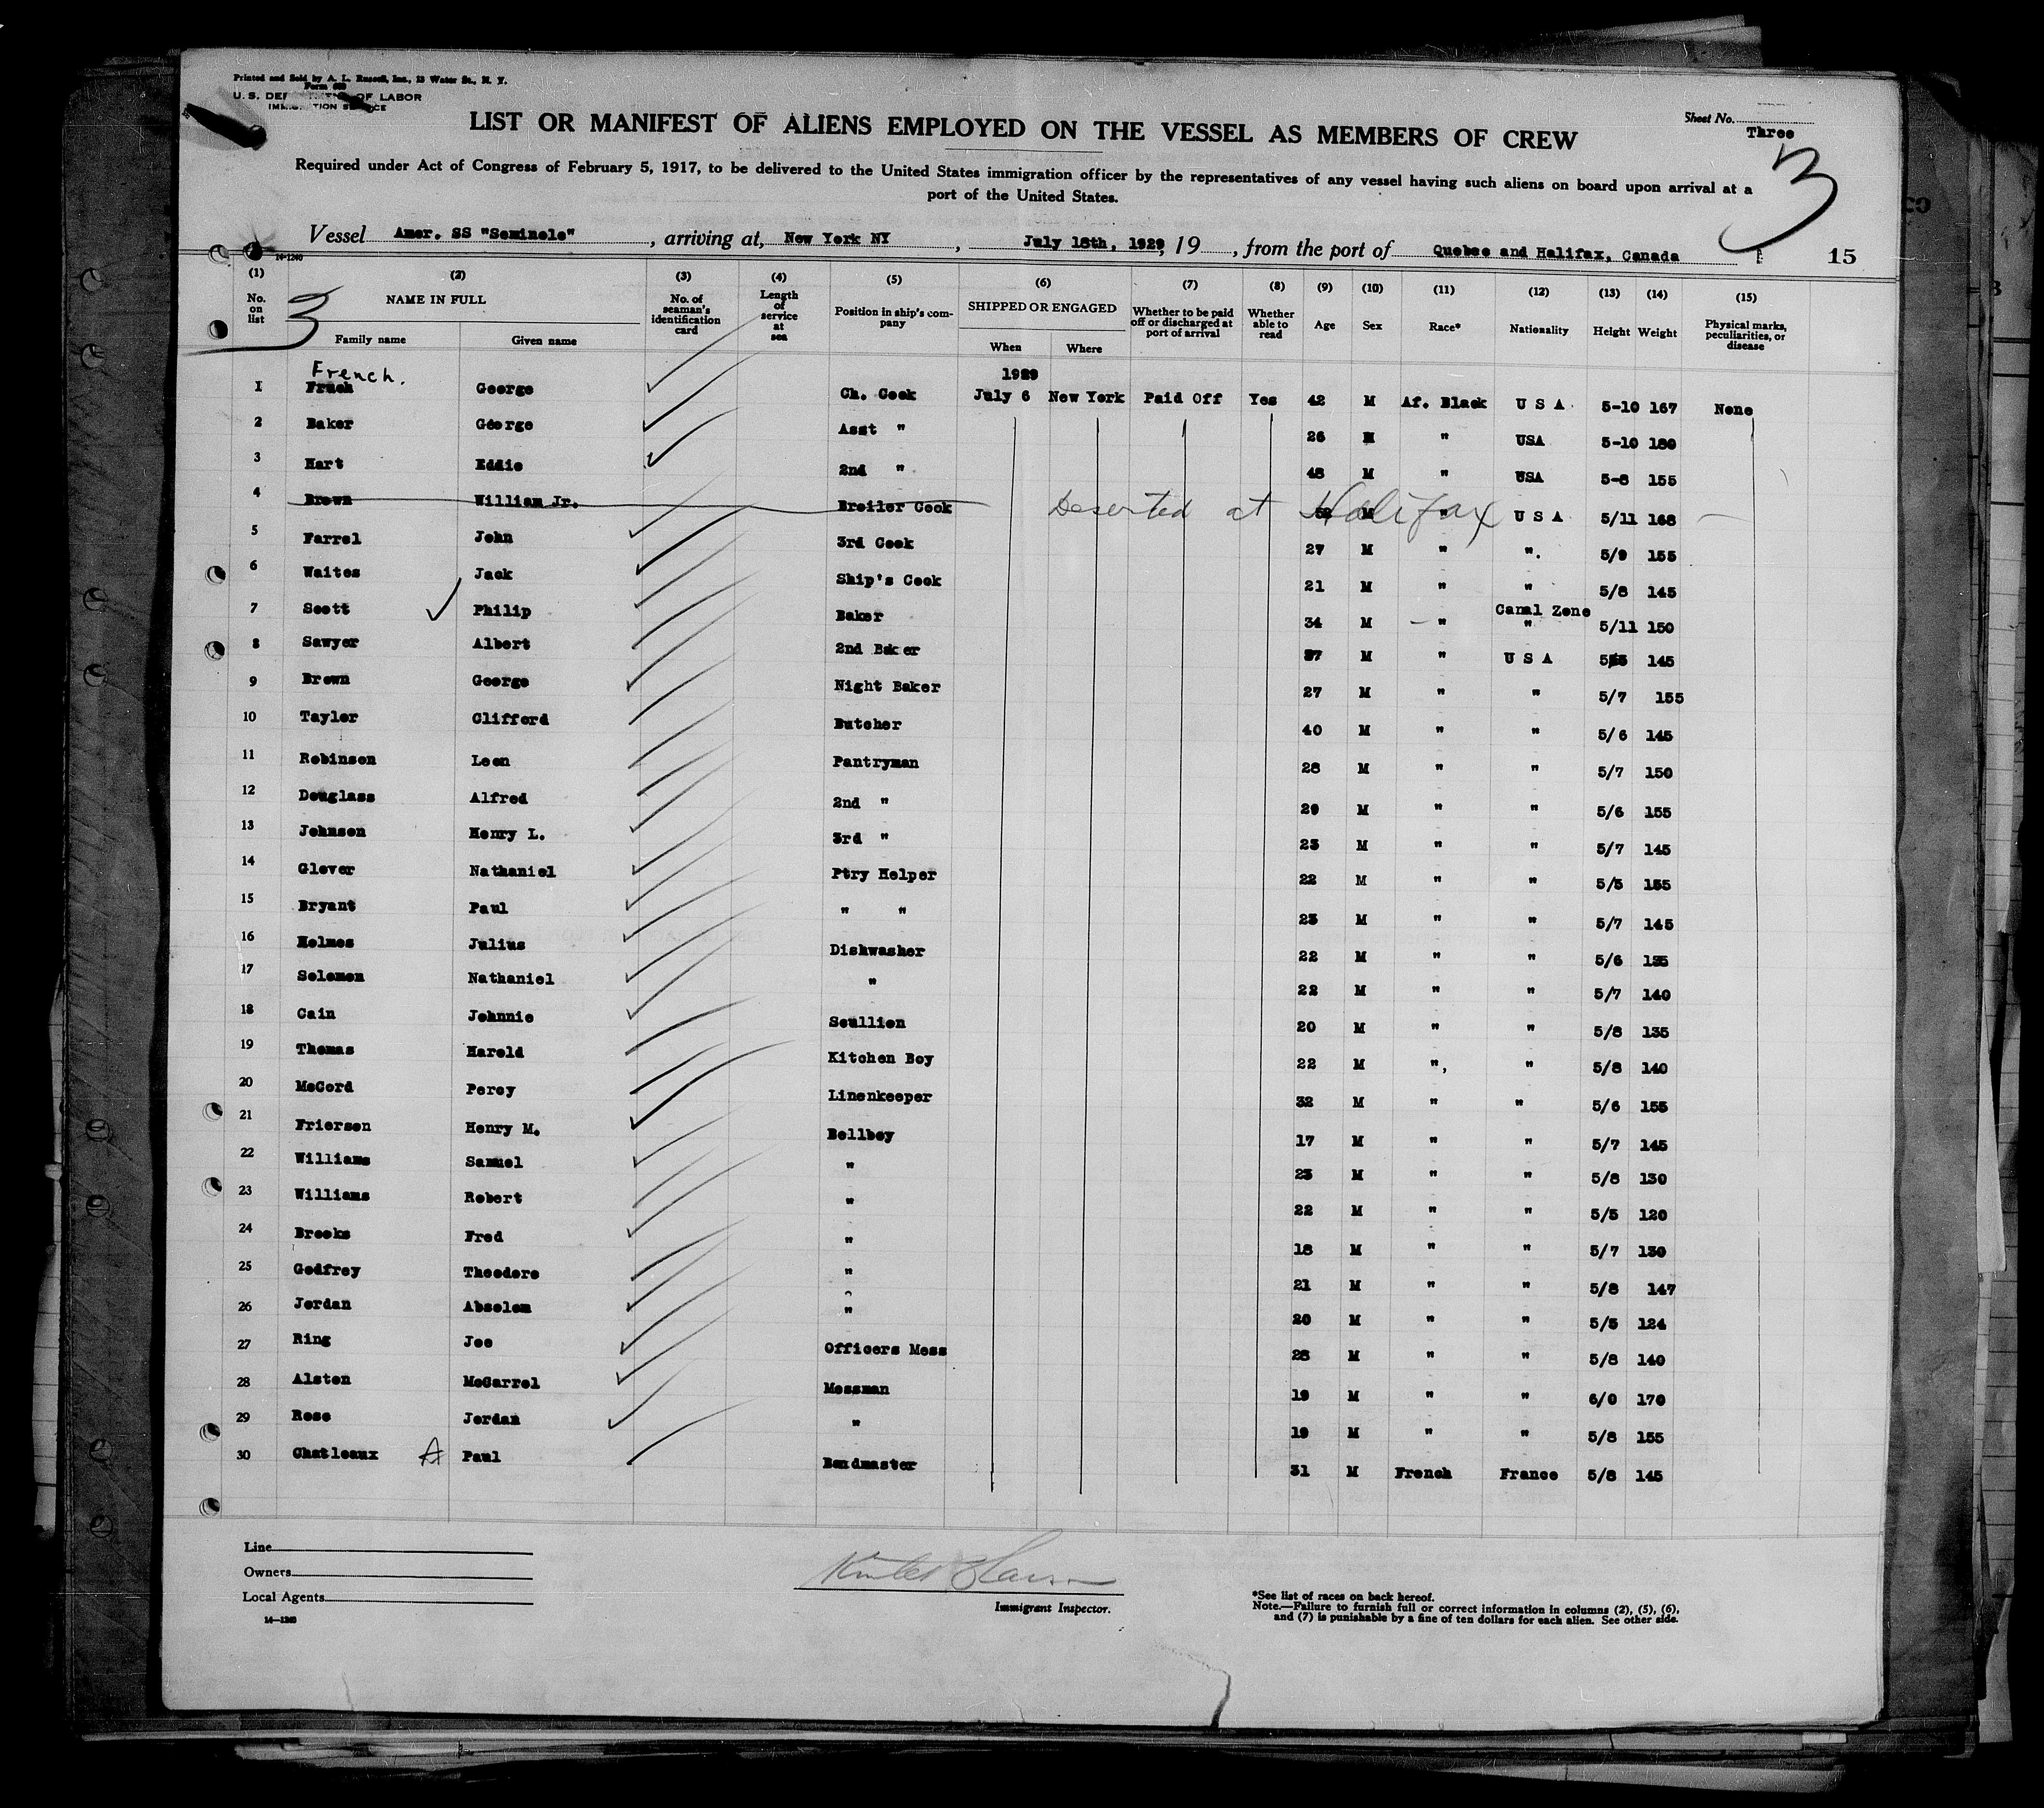 Printed and Sold by A. L. Russell, Inc., 13 Water St., N. Y.
U. S. OF LABOR
LIST OR MANIFEST OF ALIENS EMPLOYED ON THE VESSEL AS MEMBERS OF CREW
Sheet No. Three
3
Required under Act of Congress of February 5, 1917, to be delivered to the United States immigration officer by the representatives of any vessel having such aliens on board upon arrival at a
port of the United States.
Vessel Amer. SS "Seminole", arriving at, New York NY, July 18th, 1929, 19, from the port of Quebec and Halifax, Canada 15
14-1240
(1) (2) (3) (4) (5) (6) (7) (8) (9) (10) (11) (12) (13) (14) (15)
No. on list NAME IN FULL Family name Given name No. of seaman's identification card Length of service at sea Position in ship's company SHIPPED OR ENGAGED When Where Whether to be paid off or discharged at port of arrival Whether able to read Age Sex Race* Nationality Height Weight Physical marks, peculiarities, or disease
3
French.
1929
1 Frach George Ch. Cook July 6 New York Paid Off Yes 42 M Af. Black U S A 5-10 167 None
2 Baker George Asst " 26 M " USA 5-10 180
3 Hart Eddie 2nd " 48 M " USA 5-8 155
4 Brown William Jr. Broiler Cook Deserted at Halifax M " U S A 5/11 168
5 Farrel John 3rd Cook 27 M " ". 5/9 155
6 Waites Jack Ship's Cook 21 M " " 5/8 145
7 Scott Philip Baker 34 M " Canal Zone " 5/11 150
8 Sawyer Albert 2nd Baker 37 M " U S A 145
9 Brown George Night Baker 27 M " " 5/7 155
10 Taylor Clifford Butcher 40 M " " 5/6 145
11 Robinson Leon Pantryman 28 M " " 5/7 150
12 Douglass Alfred 2nd " 29 M " " 5/6 155
13 Johnson Henry L. 3rd " 23 M " " 5/7 145
14 Glover Nathaniel Ptry Helper 22 M " " 5/5 155
15 Bryant Paul " " 23 M " " 5/7 145
16 Holmes Julius Dishwasher 22 M " " 5/6 135
17 Solomon Nathaniel " 22 M " " 5/7 140
18 Cain Johnnie Scullion 20 M " " 5/8 135
19 Thomas Harold Kitchen Boy 22 M ", " 5/8 140
20 McCord Percy Linenkeeper 32 M " " 5/6 155
21 Frierson Henry M. Bellboy 17 M " " 5/7 145
22 Williams Samuel " 23 M " " 5/8 130
23 Williams Robert " 22 M " " 5/5 120
24 Brooks Fred " 18 M " " 5/7 130
25 Godfrey Theodore " 21 M " " 5/8 147
26 Jordan Absolom " 20 M " " 5/5 124
27 Ring Joe Officers Mess 28 M " " 5/8 140
28 Alston McCarrel Messman 19 M " " 6/0 170
29 Rose Jordan " 19 M " " 5/8 155
30 Chatleaux A Paul Bandmaster 31 M French France 5/8 145
Line
Owners
Local Agents
14-1240
Immigrant Inspector.
*See list of races on back hereof.
Note.—Failure to furnish full or correct information in columns (2), (5), (6),
and (7) is punishable by a fine of ten dollars for each alien. See other side.